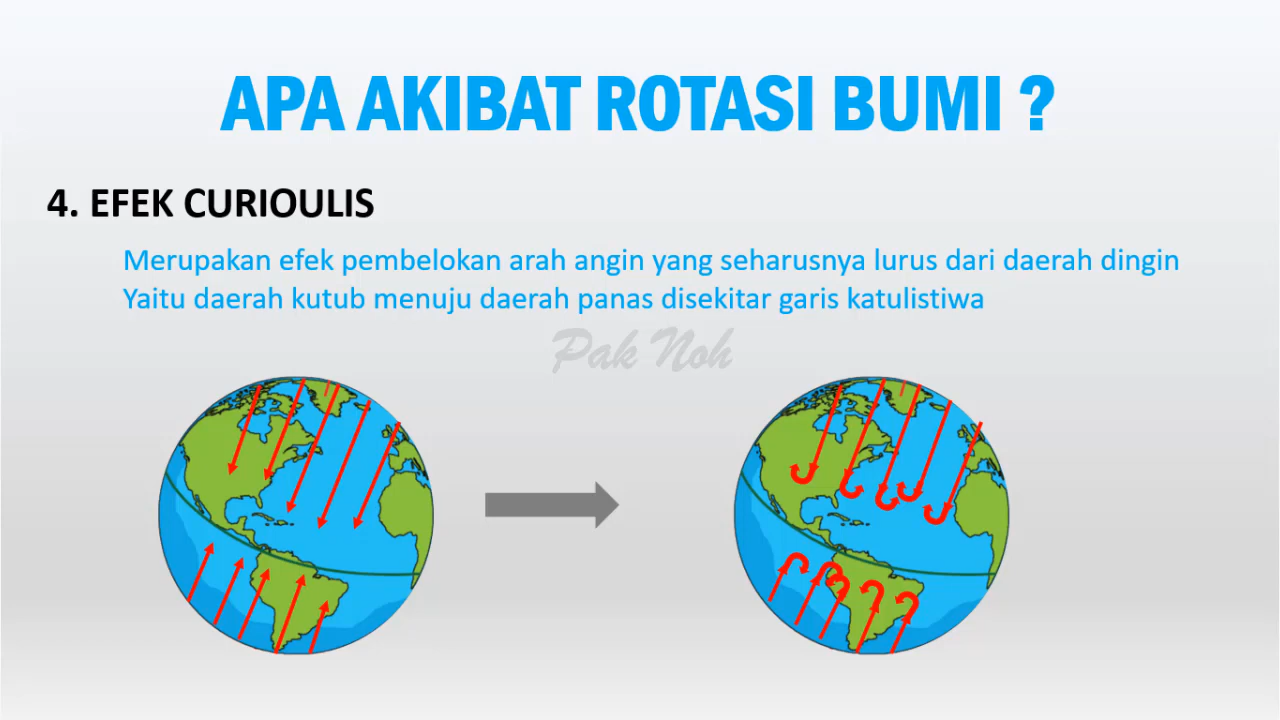 APA AKIBAT ROTASI BUMI ?
4. EFEK CURIOULIS
Merupakan efek pembelokan arah angin yang seharusnya lurus dari daerah dingin
Yaitu daerah kutub menuju daerah panas disekitar garis katulistiwa
Pak Noh